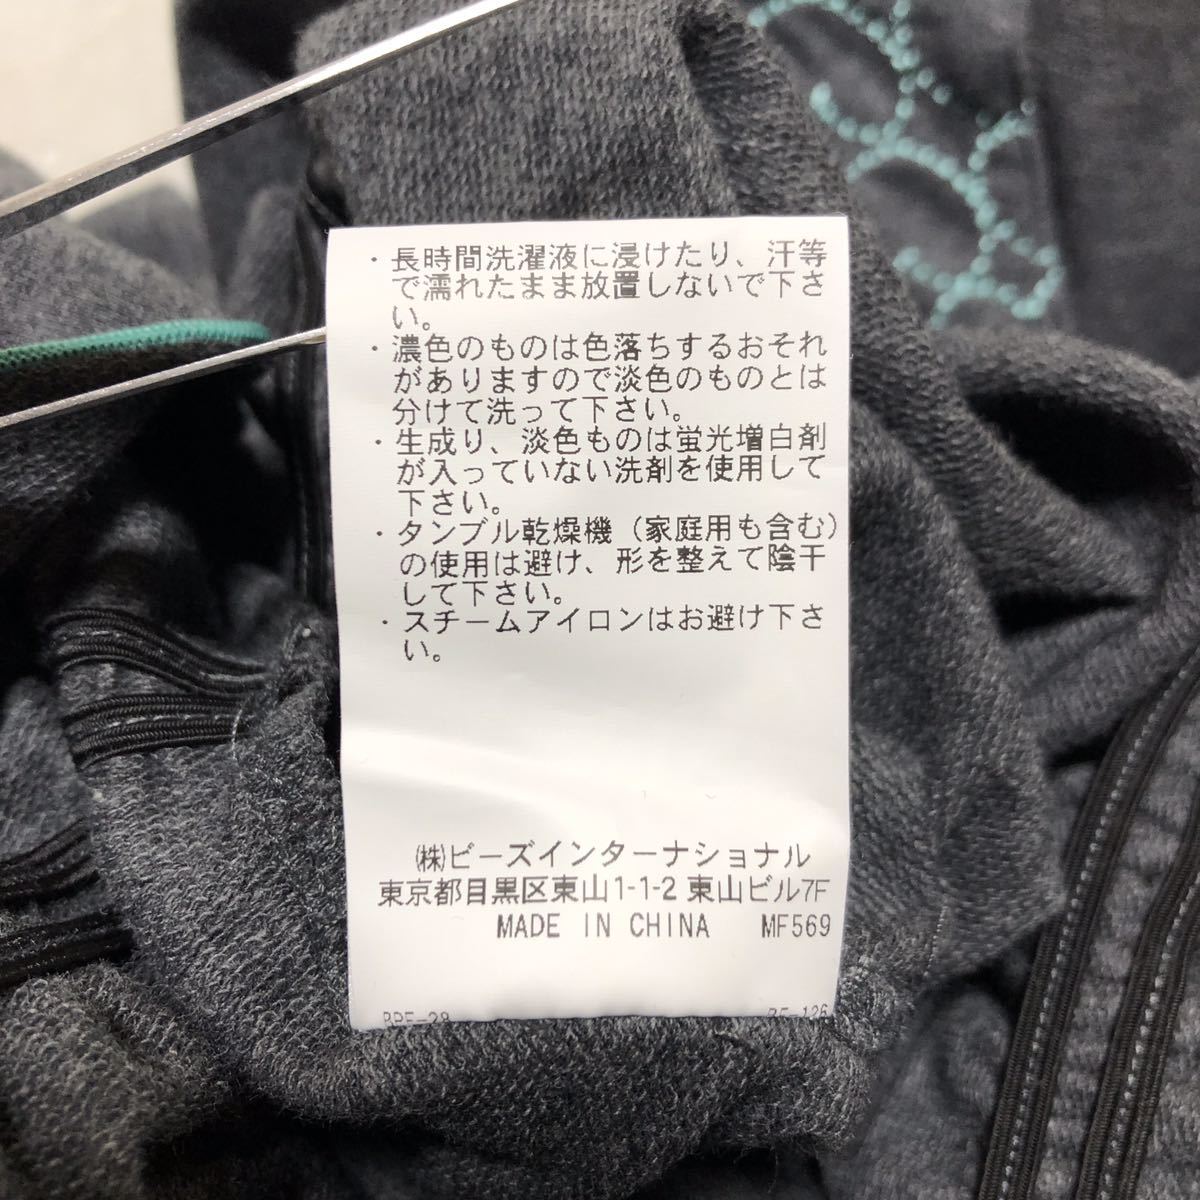 ・長時間洗濯液に浸けたり、汗等
で濡れたまま放置しないで下さ
い。
・濃色のものは色落ちするおそれ
がありますので淡色のものとは
分けて洗って下さい。
・生成り、淡色ものは蛍光増白剤
が入っていない洗剤を使用して
下さい。
・タンブル乾燥機(家庭用も含む)
の使用は避け、形を整えて陰干
して下さい。
・スチームアイロンはお避け下さ
い。
㈱ビーズインターナショナル
東京都目黒区東山1-1-2 東山ビル7F
MADE IN CHINA MF569